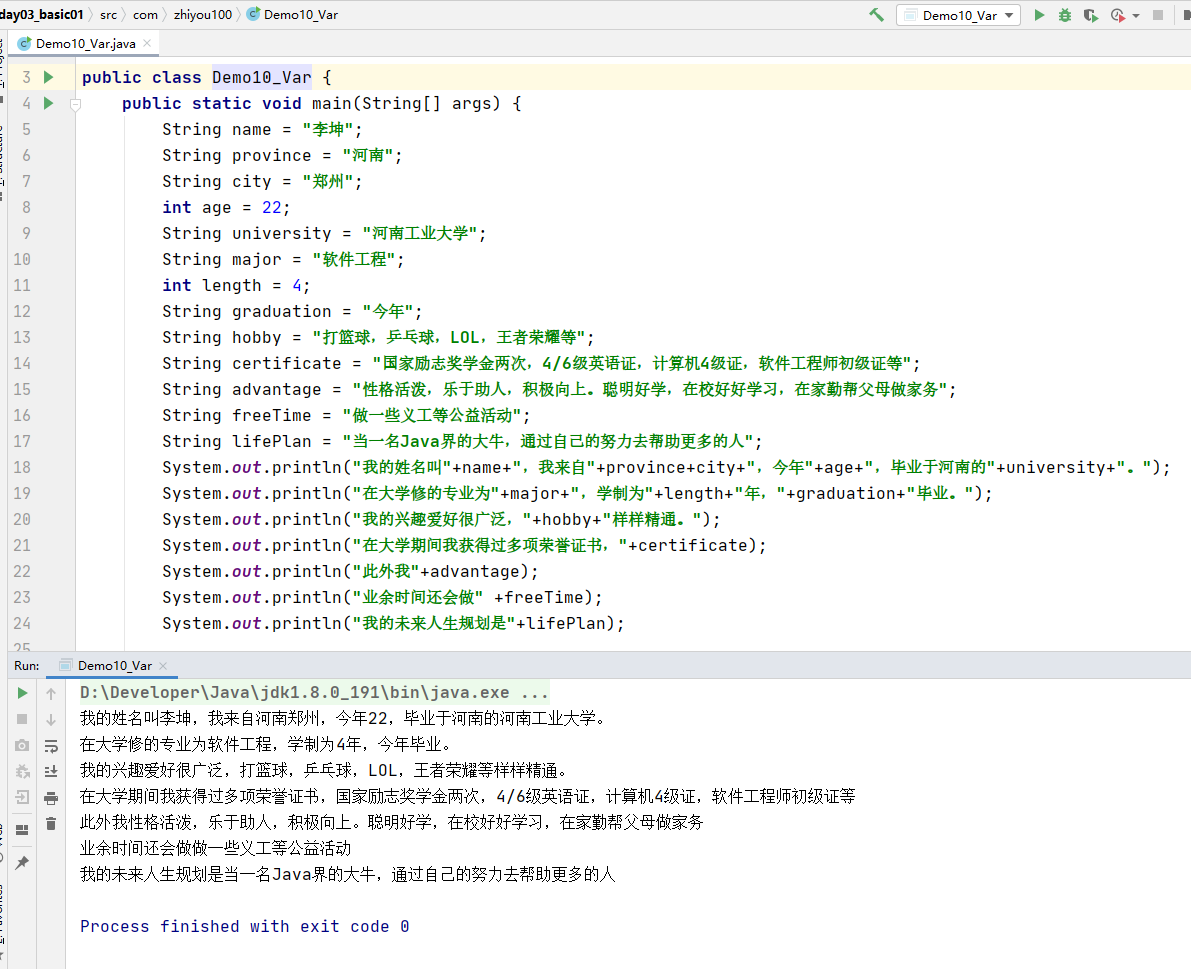 day03_basic01 src com zhiyou100 Demo10_Var Demo10_Var
Demo10_Var.java
3 public class Demo10_Var {
4 public static void main(String[] args) {
5 String name = "李坤";
6 String province = "河南";
7 String city = "郑州";
8 int age = 22;
9 String university = "河南工业大学";
10 String major = "软件工程";
11 int length = 4;
12 String graduation = "今年";
13 String hobby = "打篮球，乒乓球，LOL，王者荣耀等";
14 String certificate = "国家励志奖学金两次，4/6级英语证，计算机4级证，软件工程师初级证等";
15 String advantage = "性格活泼，乐于助人，积极向上。聪明好学，在校好好学习，在家勤帮父母做家务";
16 String freeTime = "做一些义工等公益活动";
17 String lifePlan = "当一名Java界的大牛，通过自己的努力去帮助更多的人";
18 System.out.println("我的姓名叫"+name+"，我来自"+province+city+"，今年"+age+"，毕业于河南的"+university+"。");
19 System.out.println("在大学修的专业为"+major+"，学制为"+length+"年，"+graduation+"毕业。");
20 System.out.println("我的兴趣爱好很广泛，"+hobby+"样样精通。");
21 System.out.println("在大学期间我获得过多项荣誉证书，"+certificate);
22 System.out.println("此外我"+advantage);
23 System.out.println("业余时间还会做" +freeTime);
24 System.out.println("我的未来人生规划是"+lifePlan);
25
Run: Demo10_Var
D:\Developer\Java\jdk1.8.0_191\bin\java.exe ...
我的姓名叫李坤，我来自河南郑州，今年22，毕业于河南的河南工业大学。
在大学修的专业为软件工程，学制为4年，今年毕业。
我的兴趣爱好很广泛，打篮球，乒乓球，LOL，王者荣耀等样样精通。
在大学期间我获得过多项荣誉证书，国家励志奖学金两次，4/6级英语证，计算机4级证，软件工程师初级证等
此外我性格活泼，乐于助人，积极向上。聪明好学，在校好好学习，在家勤帮父母做家务
业余时间还会做做一些义工等公益活动
我的未来人生规划是当一名Java界的大牛，通过自己的努力去帮助更多的人
Process finished with exit code 0